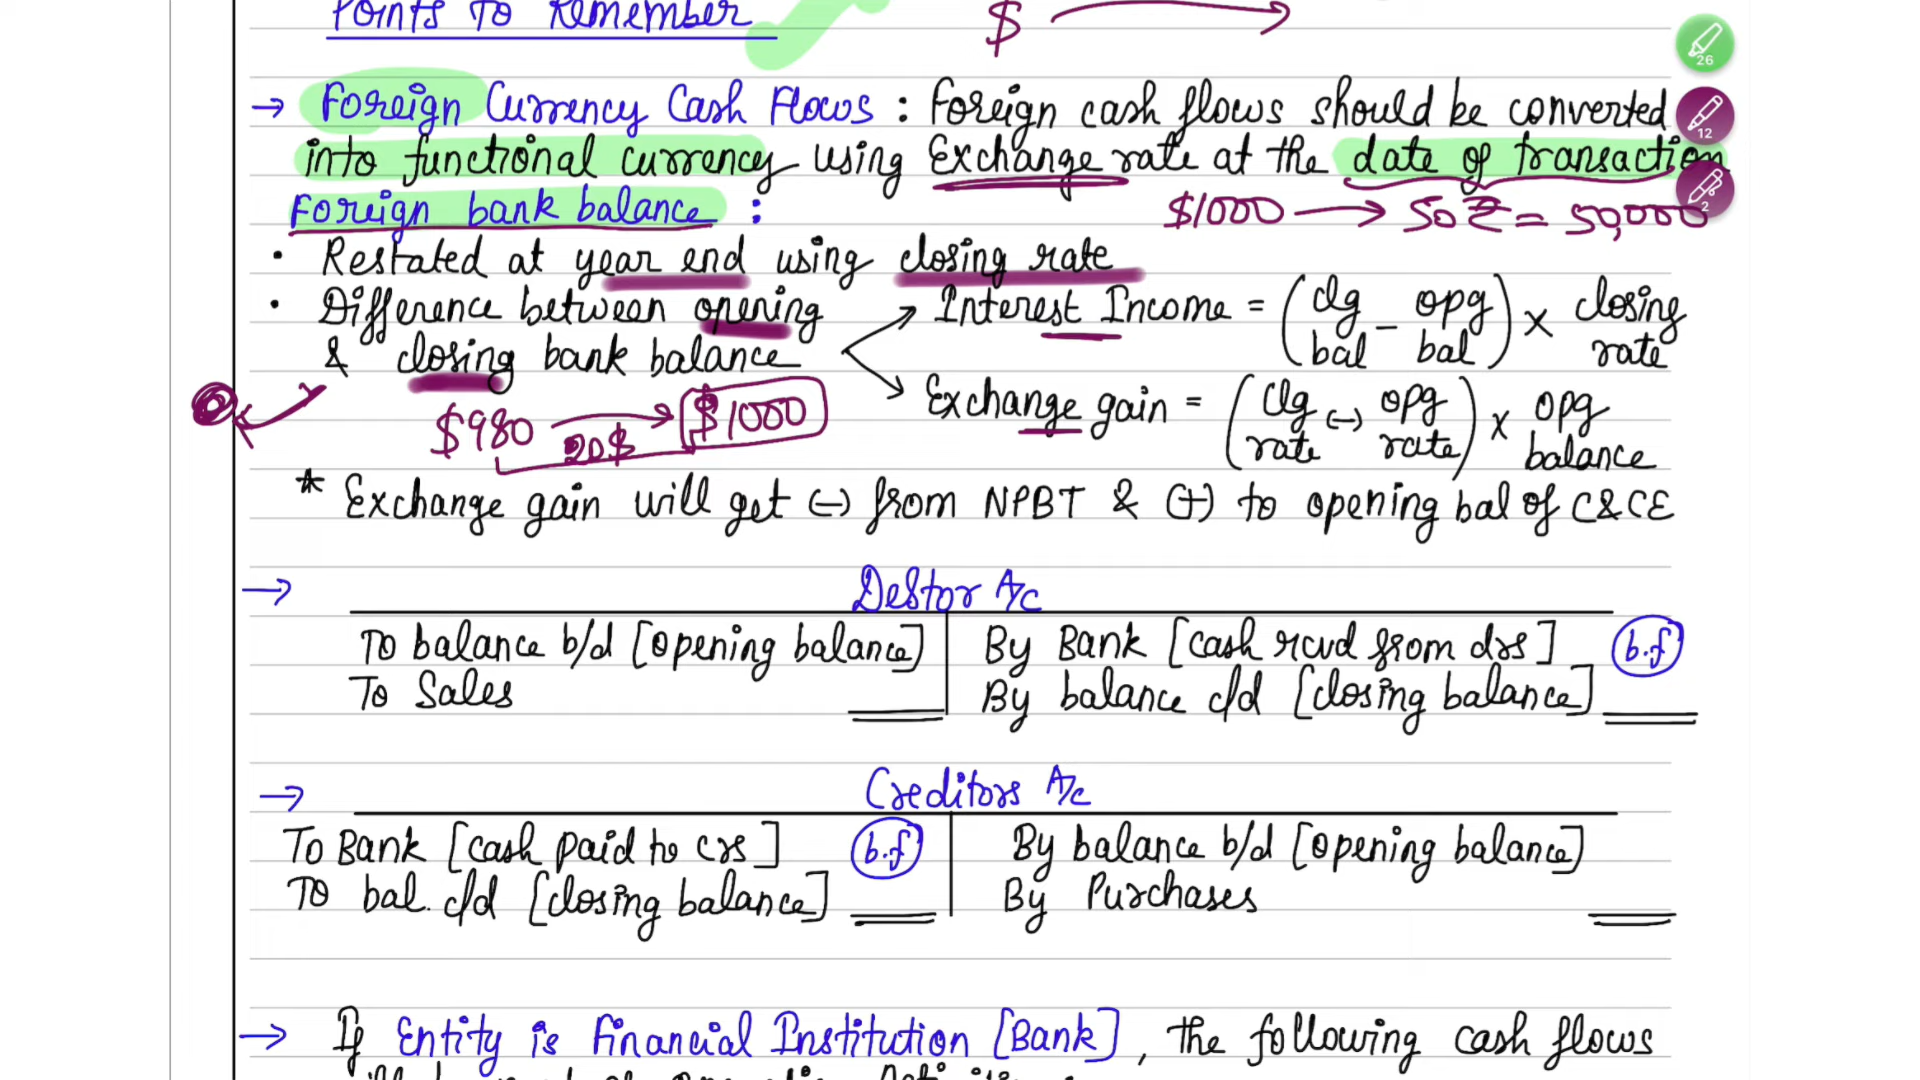 Points To Remember
$
→ Foreign Currency Cash Flows : Foreign cash flows should be converted
into functional currency using Exchange rate at the date of transaction
Foreign bank balance :
$1000 → 50 ₹ = 50,000
• Restated at year end using closing rate
• Difference between opening
& closing bank balance
Interest Income = (clg bal - opg bal) × closing rate
Exchange gain = (clg rate (-) opg rate) × opg balance
$980 → $1000
20$
* Exchange gain will get (-) from NPBT & (+) to opening bal of C&CE
→ Debtor A/c
To balance b/d [opening balance] By Bank [cash rcvd from drs] b.f
To Sales By balance c/d [closing balance]
→ Creditors A/c
To Bank [cash paid to crs] b.f By balance b/d [opening balance]
To bal. c/d [closing balance] By Purchases
→ If Entity is Financial Institution [Bank], the following cash flows
26
12
2